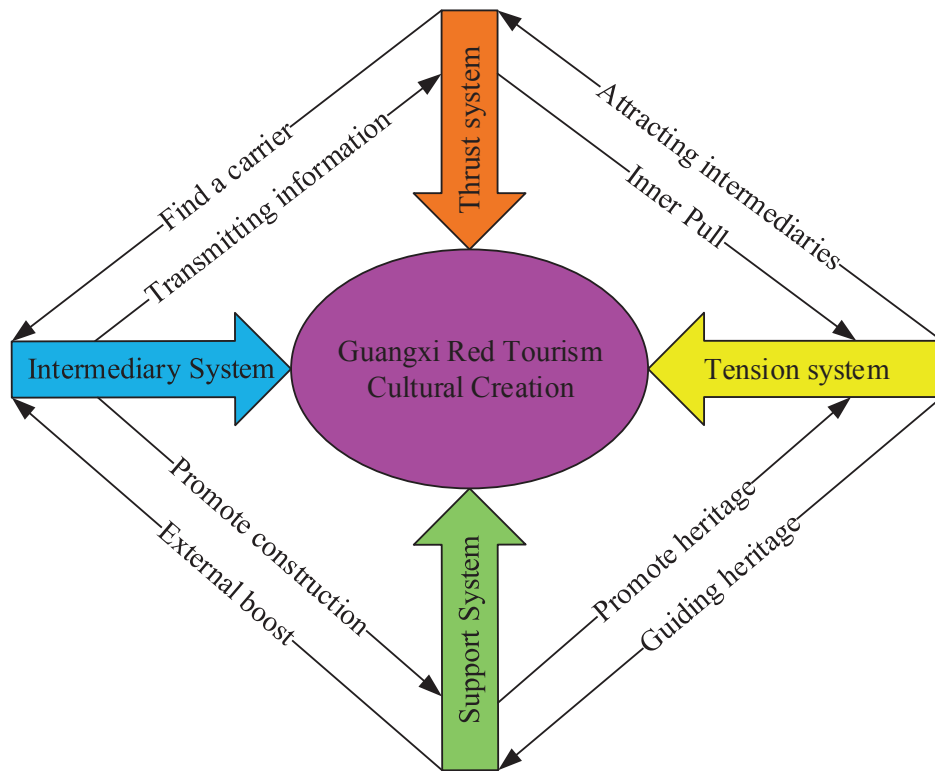 Thrust system
Find a carrier
Transmitting information
Attracting intermediaries
Inner Pull
Intermediary System
Guangxi Red Tourism
Cultural Creation
Tension system
Promote construction
External boost
Support System
Promote heritage
Guiding heritage